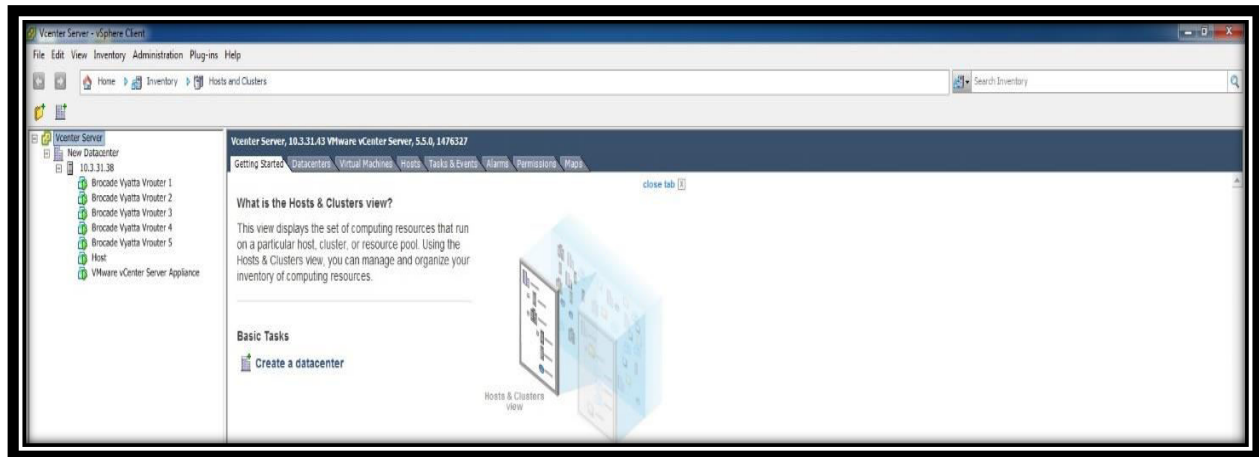 Vcenter Server - vSphere Client
File Edit View Inventory Administration Plug-ins Help
Home Inventory Hosts and Clusters
Search Inventory
Vcenter Server
New Datacenter
10.3.31.38
Brocade Vyatta Vrouter 1
Brocade Vyatta Vrouter 2
Brocade Vyatta Vrouter 3
Brocade Vyatta Vrouter 4
Brocade Vyatta Vrouter 5
Host
VMware vCenter Server Appliance
Vcenter Server, 10.3.31.43 VMware vCenter Server, 5.5.0, 1476327
Getting Started Datacenters Virtual Machines Hosts Tasks & Events Alarms Permissions Maps
close tab
What is the Hosts & Clusters view?
This view displays the set of computing resources that run
on a particular host, cluster, or resource pool. Using the
Hosts & Clusters view, you can manage and organize your
inventory of computing resources.
Basic Tasks
Create a datacenter
Hosts & Clusters
view